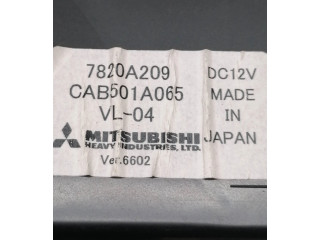 7820A209 DC12V
CAB501A065 MADE
VL-04 IN
MITSUBISHI JAPAN
HEAVY INDUSTRIES, LTD.
Ver.6602